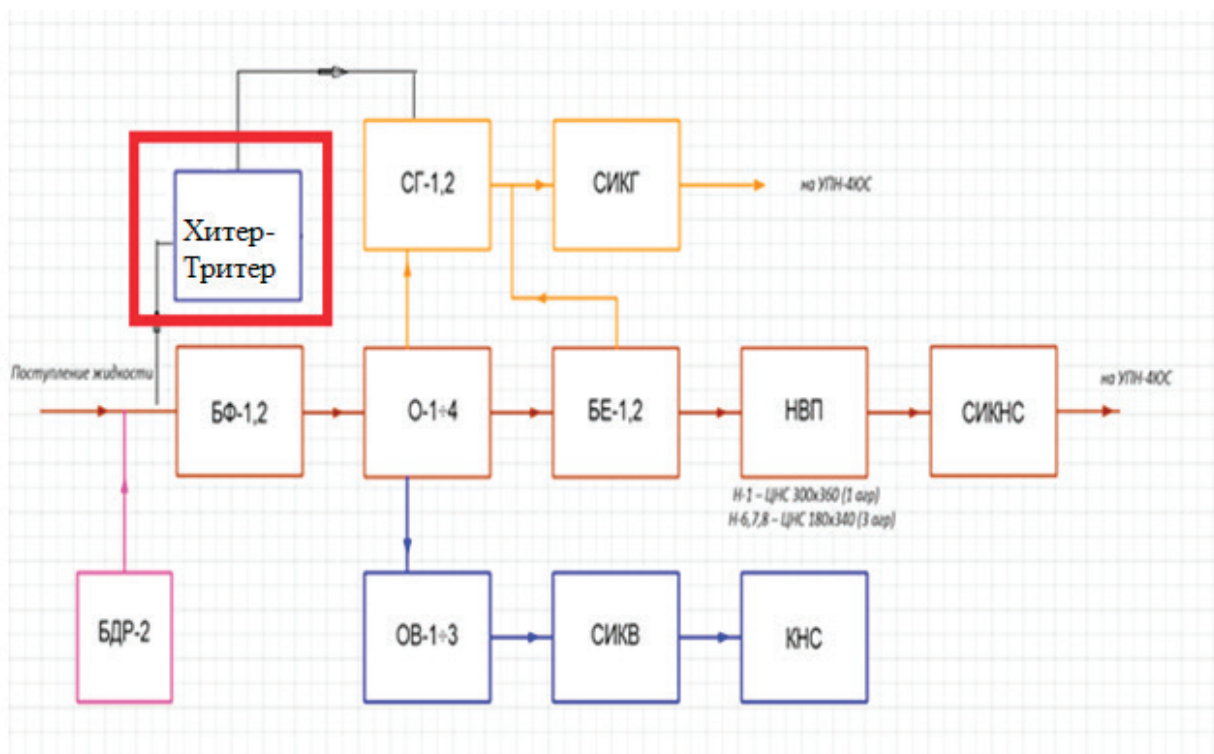 СГ-1,2
СИКГ
на УПН-4ЮС
Хитер-
Тритер
Поступление жидкости
БФ-1,2
О-1÷4
БЕ-1,2
НВП
СИКНС
на УПН-4ЮС
Н-1 – ЦНС 300х360 (1 агр)
Н-6,7,8 – ЦНС 180х340 (3 агр)
БДР-2
ОВ-1÷3
СИКВ
КНС